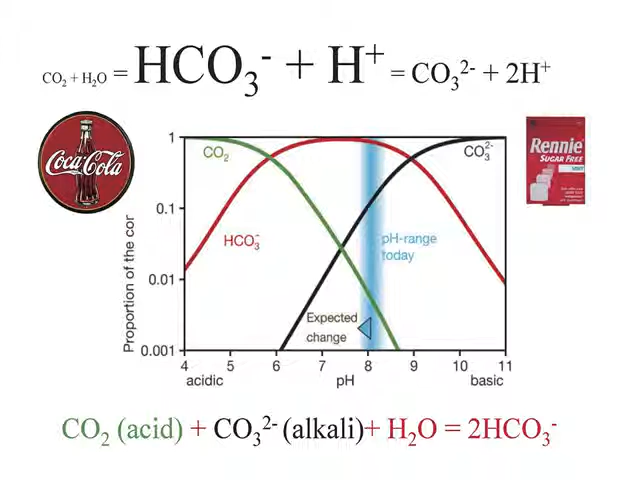 CO₂ + H₂O = HCO₃⁻ + H⁺ = CO₃²⁻ + 2H⁺
Coca-Cola
Rennie
SUGAR FREE
Proportion of the cor
1
0.1
0.01
0.001
CO₂
CO₃²⁻
HCO₃⁻
pH-range
today
Expected
change
4 5 6 7 8 9 10 11
acidic pH basic
CO₂ (acid) + CO₃²⁻ (alkali)+ H₂O = 2HCO₃⁻